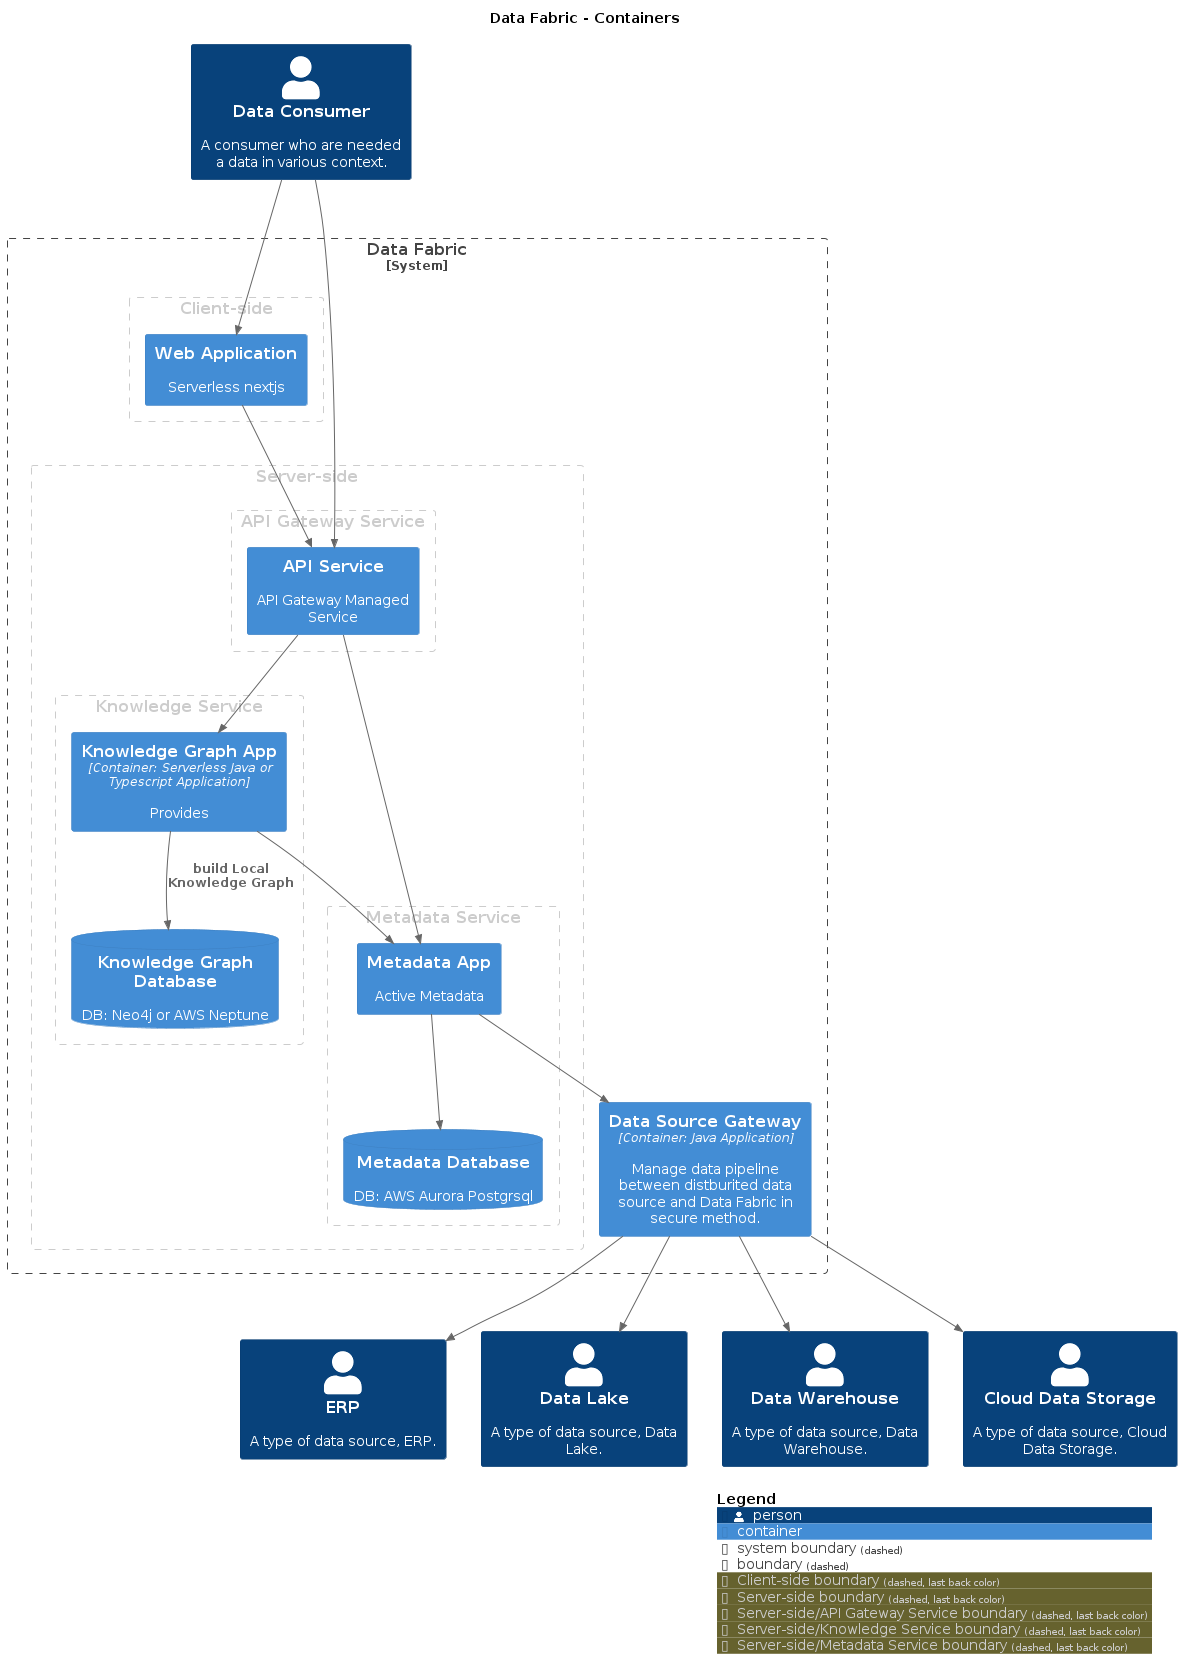 Data Fabric - Containers
Data Consumer
A consumer who are needed
a data in various context.
Data Fabric
[System]
Client-side
Web Application
Serverless nextjs
Server-side
API Gateway Service
API Service
API Gateway Managed
Service
Knowledge Service
Knowledge Graph App
[Container: Serverless Java or
Typescript Application]
Provides
build Local
Knowledge Graph
Knowledge Graph
Database
DB: Neo4j or AWS Neptune
Metadada Service
Metadada App
Active Metadada
Metadada Database
DB: AWS Aurora Postgrsql
Data Source Gateway
[Container: Java Application]
Manage data pipeline
between distburited data
source and Data Fabric in
secure method.
ERP
A type of data source, ERP.
Data Lake
A type of data source, Data
Lake.
Data Warehouse
A type of data source, Data
Warehouse.
Cloud Data Storage
A type of data source, Cloud
Data Storage.
Legend
person
container
system boundary (dashed)
boundary (dashed)
Client-side boundary (dashed, last back color)
Server-side boundary (dashed, last back color)
Server-side/API Gateway Service boundary (dashed, last back color)
Server-side/Knowledge Service boundary (dashed, last back color)
Server-side/Metadada Service boundary (dashed, last back color)